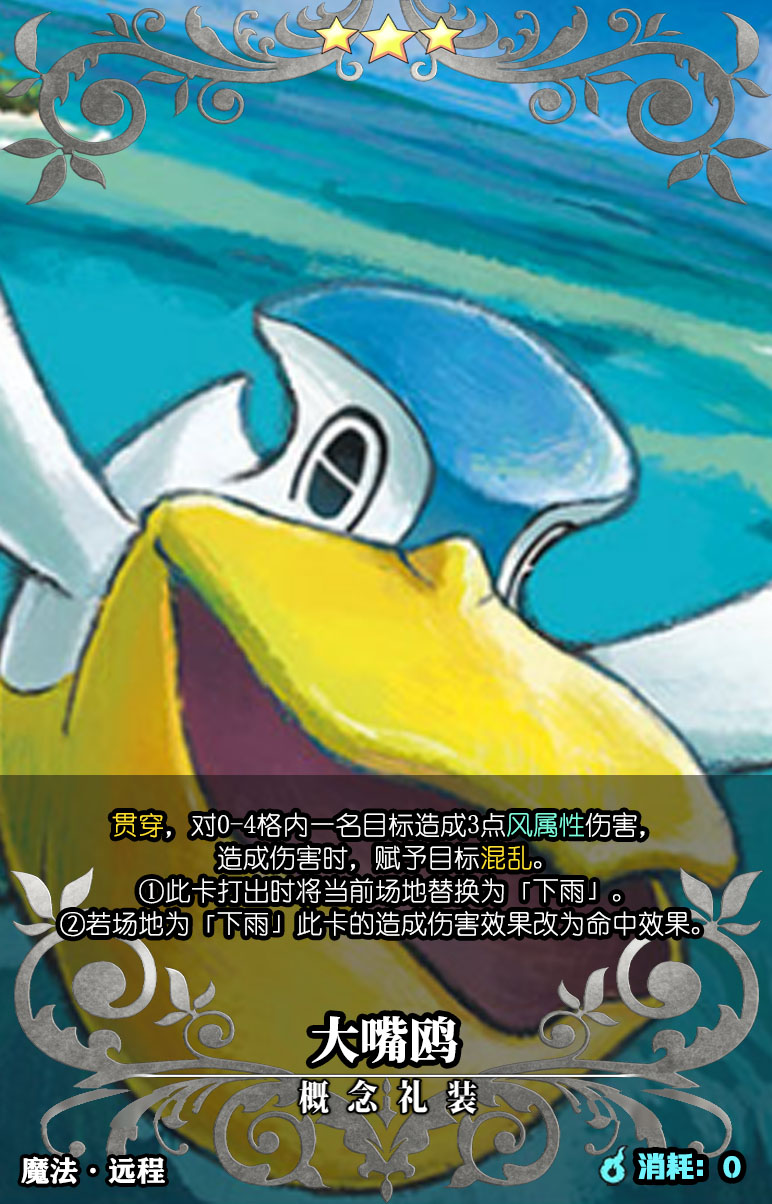 贯穿，对0-4格内一名目标造成3点风属性伤害，
造成伤害时，赋予目标混乱。
①此卡打出时将当前场地替换为「下雨」。
②若场地为「下雨」此卡的造成伤害效果改为命中效果。
大嘴鸥
概念礼装
魔法·远程
消耗：0